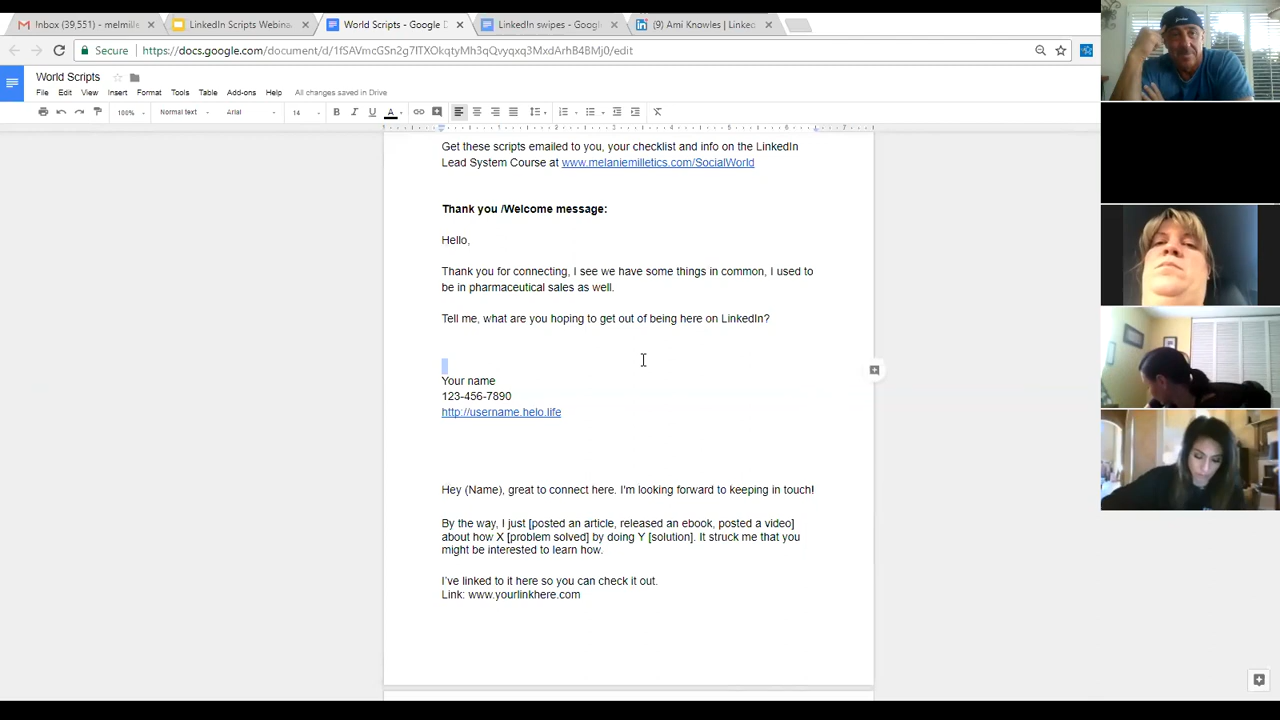 Inbox (39,551) - melmille
LinkedIn Scripts Webina
World Scripts - Google
LinkedIn swipes - Googl
(9) Ami Knowles | Linked
Secure
World Scripts
File Edit View Insert Format Tools Table Add-ons Help All changes saved in Drive
100% Normal text Arial 14
Get these scripts emailed to you, your checklist and info on the LinkedIn
Lead System Course at www.melaniemilletics.com/SocialWorld
Thank you /Welcome message:
Hello,
Thank you for connecting, I see we have some things in common, I used to
be in pharmaceutical sales as well.
Tell me, what are you hoping to get out of being here on LinkedIn?
Your name
123-456-7890
http://username.helo.life
Hey (Name), great to connect here. I'm looking forward to keeping in touch!
By the way, I just [posted an article, released an ebook, posted a video]
about how X [problem solved] by doing Y [solution]. It struck me that you
might be interested to learn how.
I've linked to it here so you can check it out.
Link: www.yourlinkhere.com